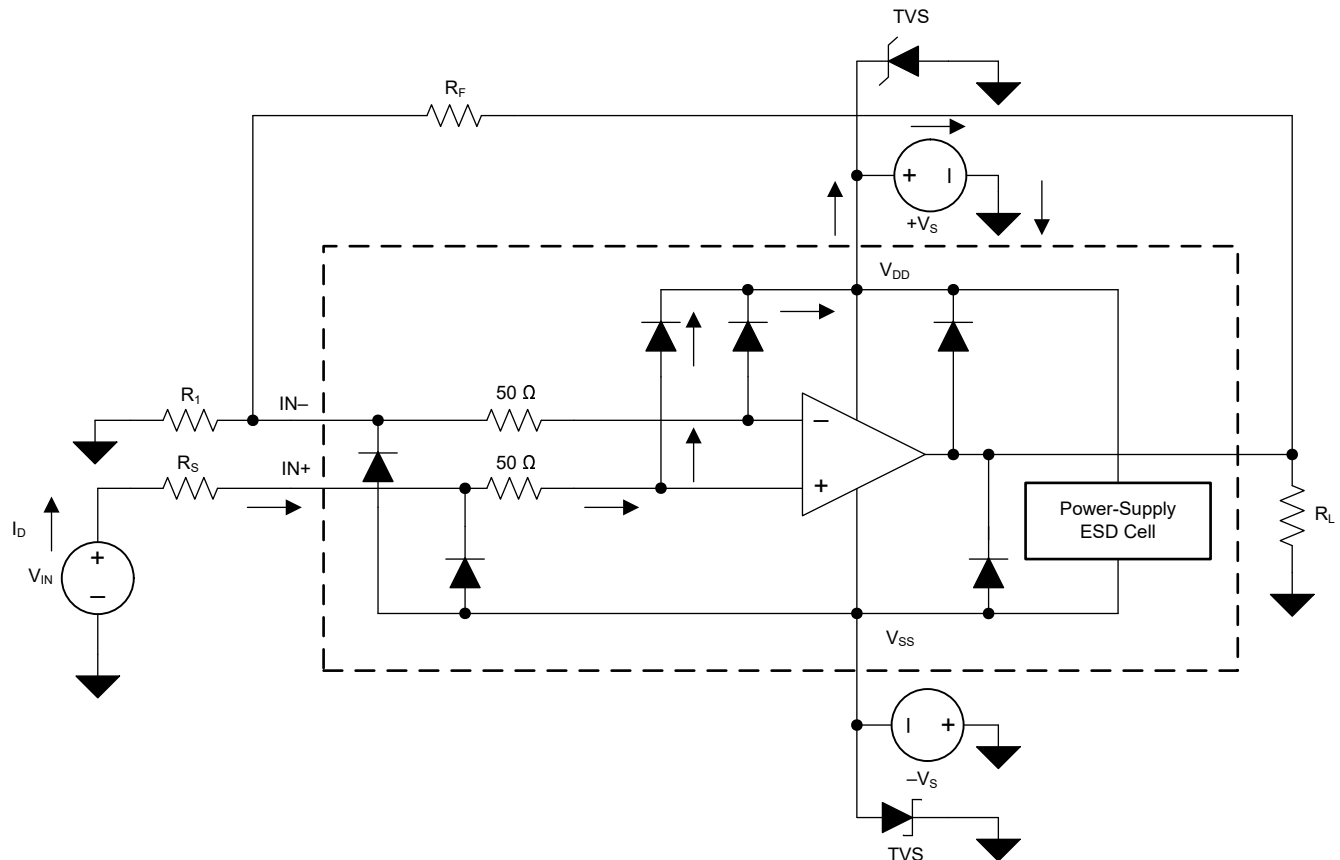 TVS
R_F
+
–
+V_S
V_DD
R_1
IN–
50 Ω
–
R_S
IN+
50 Ω
+
Power-Supply
ESD Cell
R_L
I_D
+
V_IN
–
V_SS
–
+
–V_S
TVS